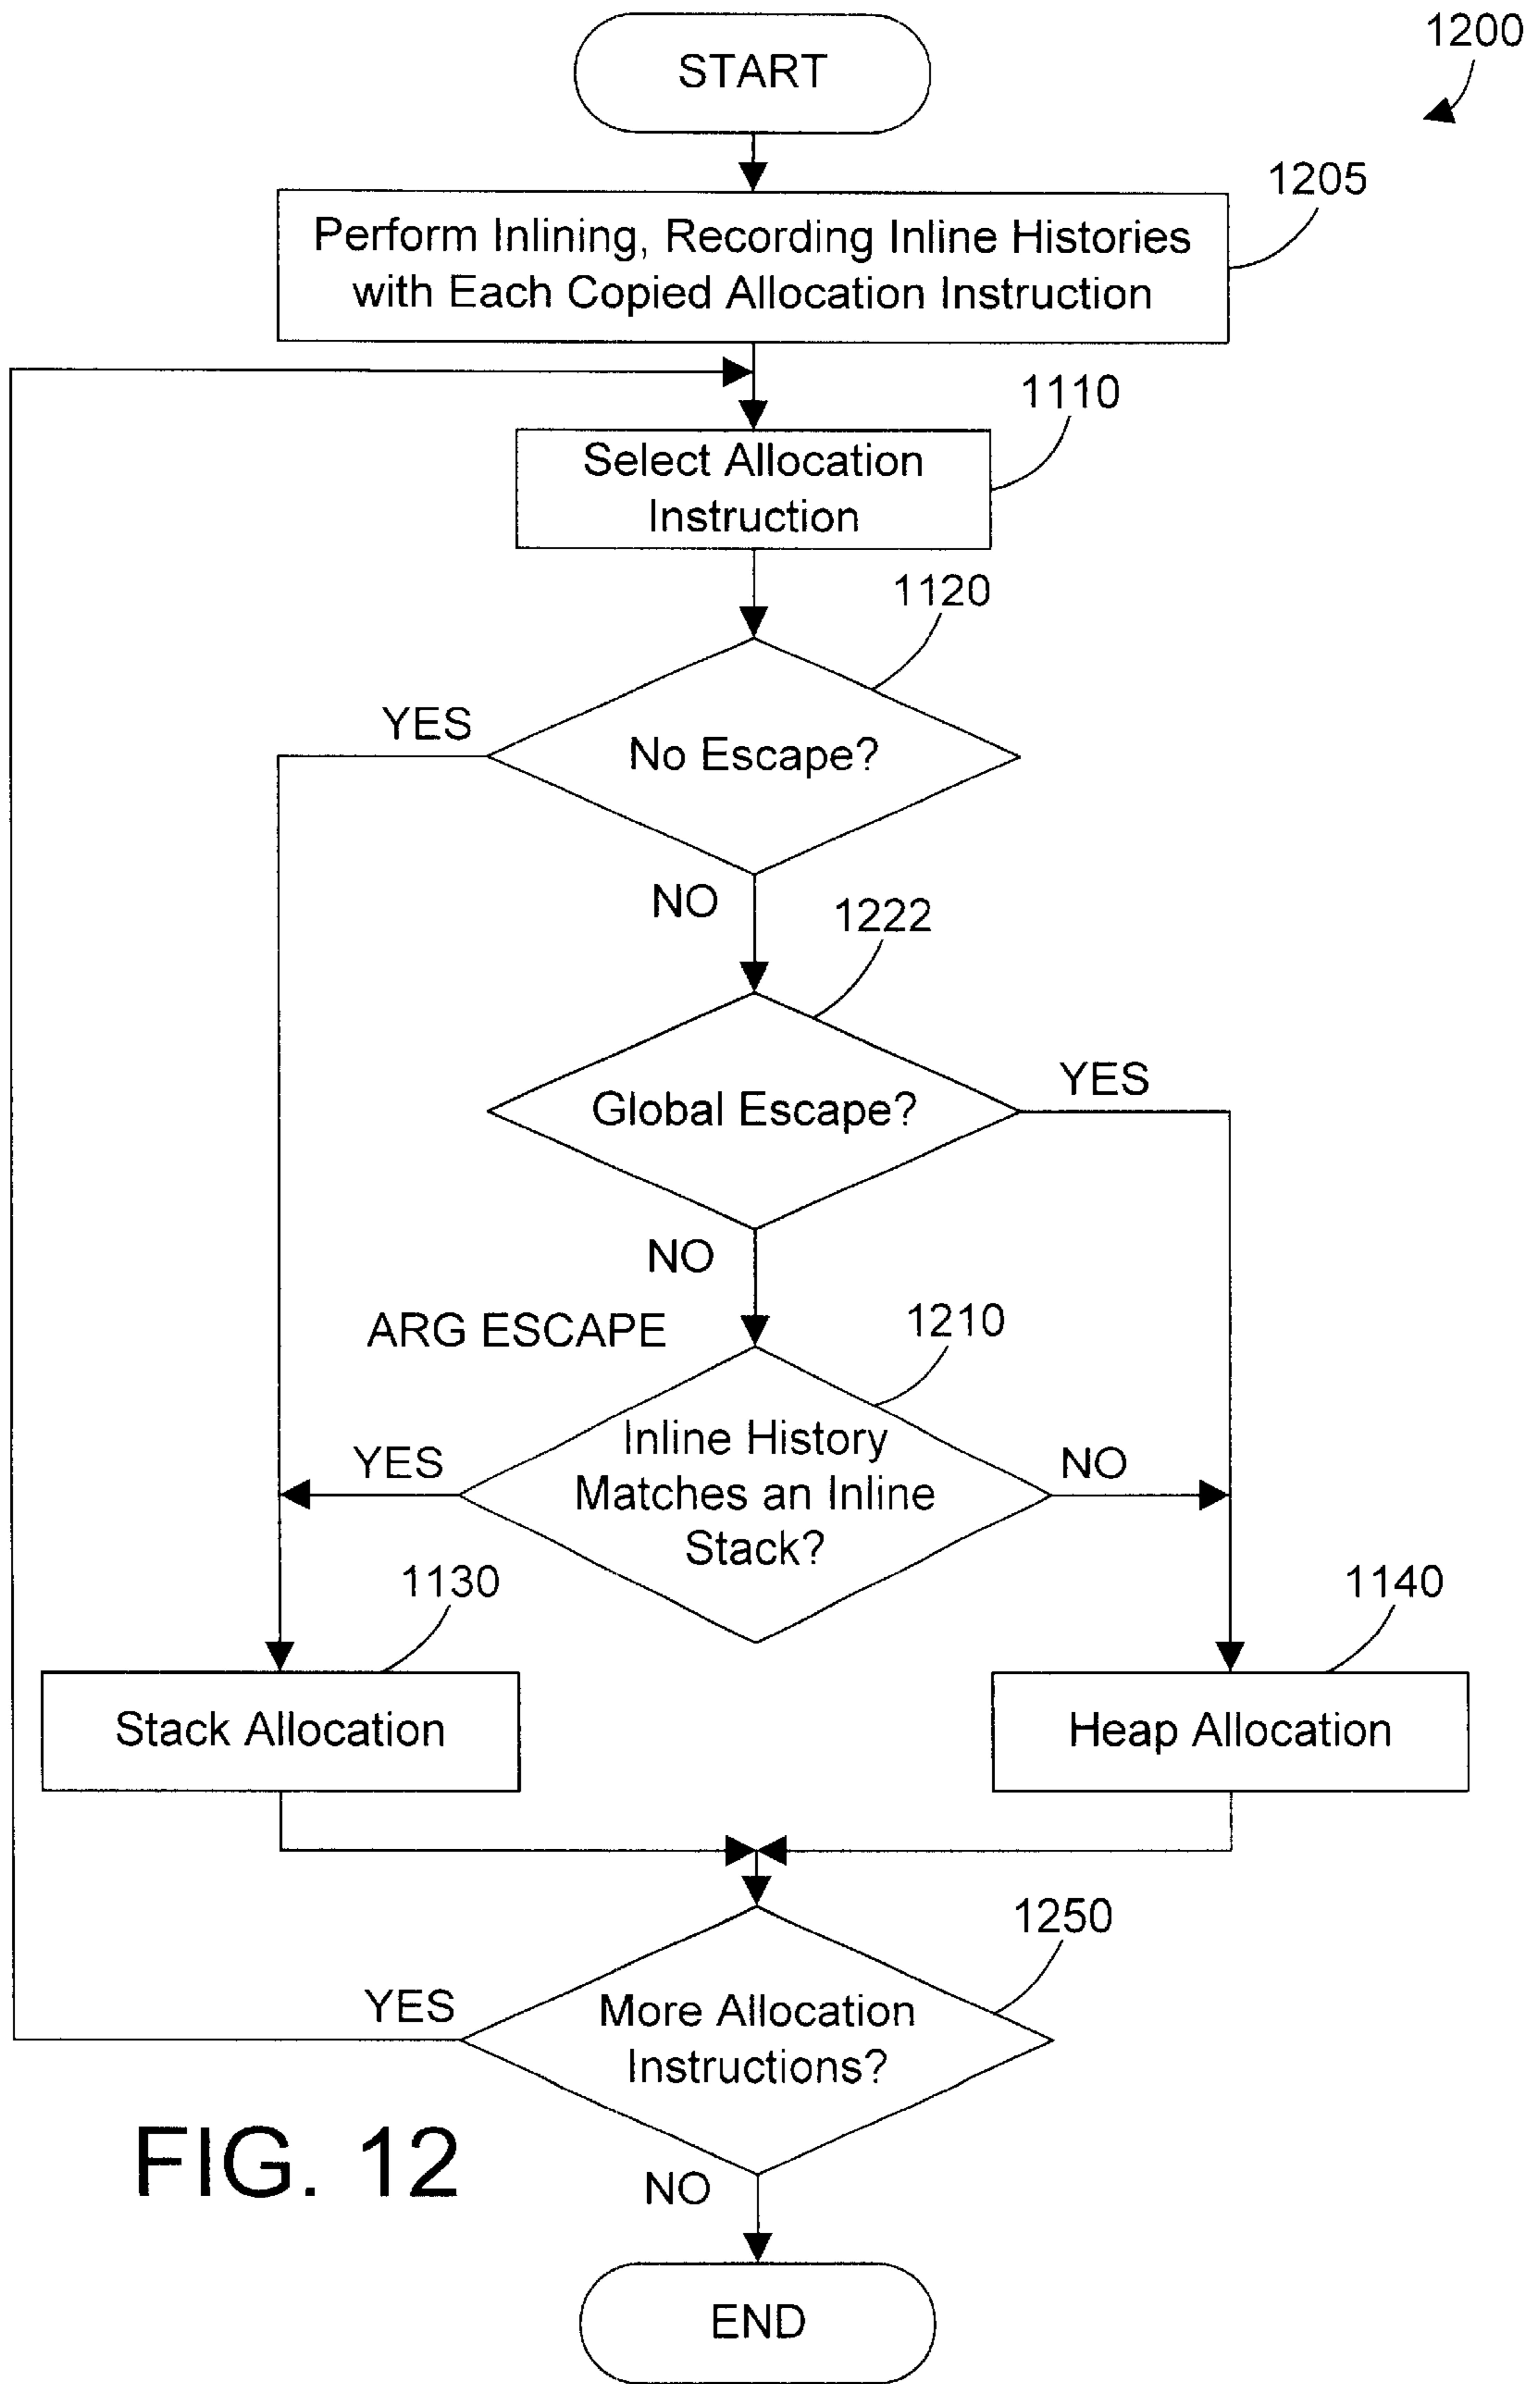 1200
START
1205
Perform Inlining, Recording Inline Histories
with Each Copied Allocation Instruction
1110
Select Allocation
Instruction
1120
YES
No Escape?
NO
1222
YES
Global Escape?
NO
ARG ESCAPE
1210
Inline History
YES
NO
Matches an Inline
Stack?
1130
1140
Stack Allocation
Heap Allocation
1250
YES
More Allocation
Instructions?
FIG. 12
NO
END